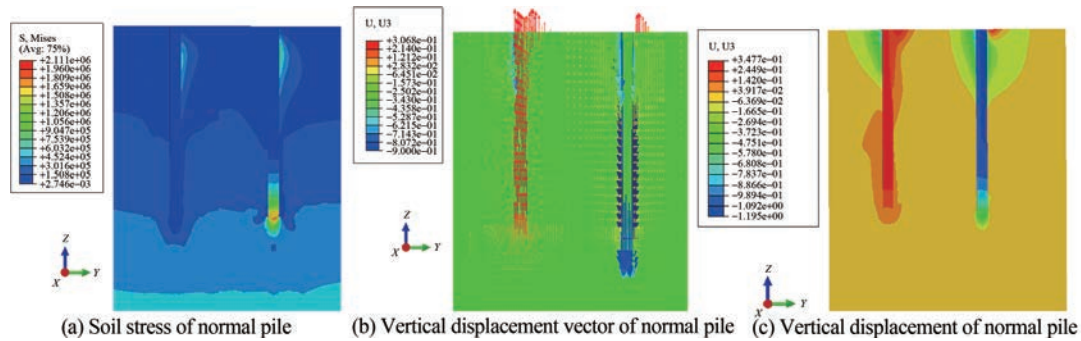 S, Mises
(Avg: 75%)
+2.111e+06
+1.960e+06
+1.809e+06
+1.659e+06
+1.508e+06
+1.357e+06
+1.206e+06
+1.056e+06
+9.047e+05
+7.539e+05
+6.032e+05
+4.524e+05
+3.016e+05
+1.508e+05
+2.746e−03
Z
Y
X
(a) Soil stress of normal pile
U, U3
+3.068e−01
+2.140e−01
+1.212e−01
+2.832e−02
−6.451e−02
−1.573e−01
−2.502e−01
−3.430e−01
−4.358e−01
−5.287e−01
−6.215e−01
−7.143e−01
−8.072e−01
−9.000e−01
Z
Y
X
(b) Vertical displacement vector of normal pile
U, U3
+3.477e−01
+2.449e−01
+1.420e−01
+3.917e−02
−6.369e−02
−1.665e−01
−2.694e−01
−3.723e−01
−4.751e−01
−5.780e−01
−6.808e−01
−7.837e−01
−8.866e−01
−9.894e−01
−1.092e+00
−1.195e+00
Z
Y
X
(c) Vertical displacement of normal pile